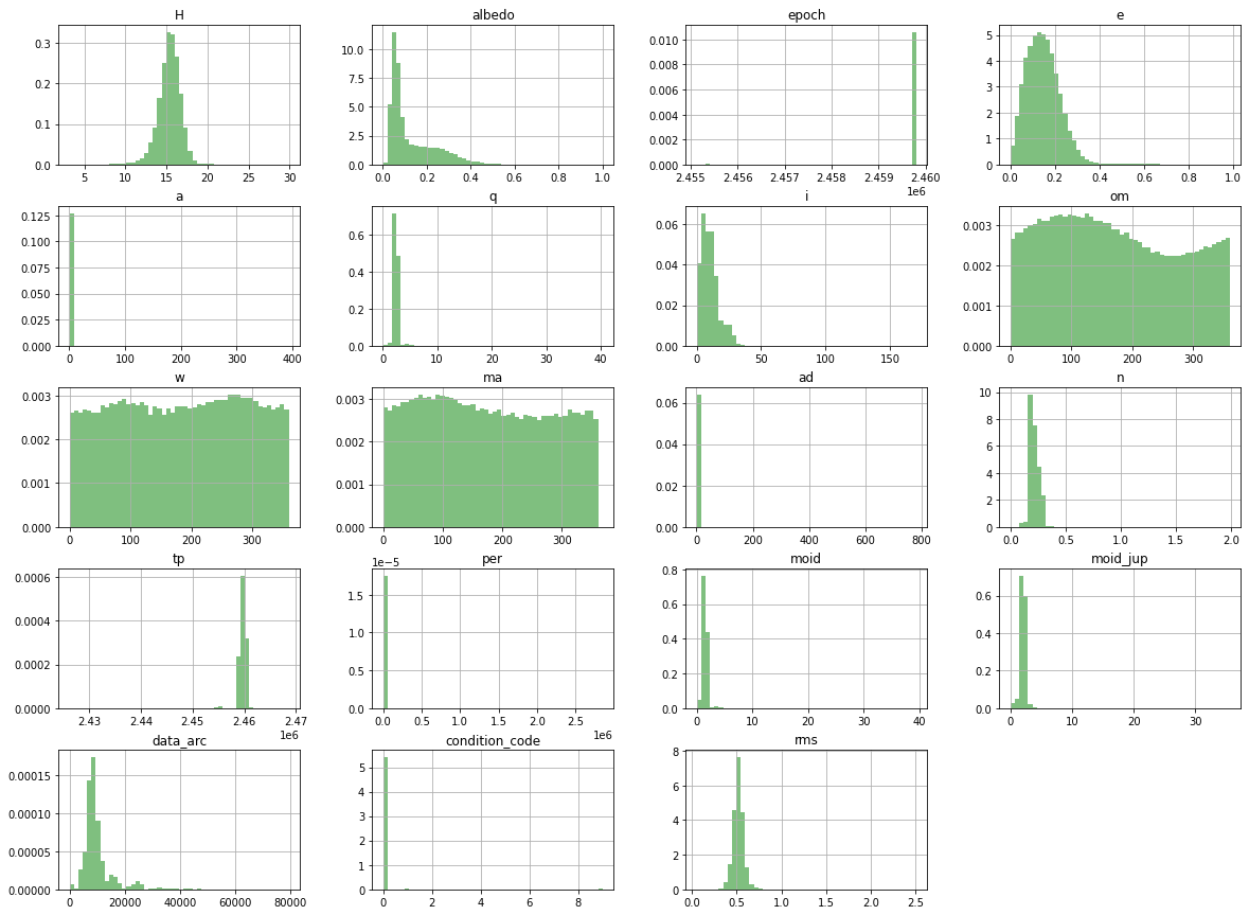 H
0.3
0.2
0.1
0.0
5 10 15 20 25 30
albedo
10.0
7.5
5.0
2.5
0.0
0.0 0.2 0.4 0.6 0.8 1.0
epoch
0.010
0.008
0.006
0.004
0.002
0.000
2.455 2.456 2.457 2.458 2.459 2.460
1e6
e
5
4
3
2
1
0
0.0 0.2 0.4 0.6 0.8 1.0
a
0.125
0.100
0.075
0.050
0.025
0.000
0 100 200 300 400
q
0.6
0.4
0.2
0.0
0 10 20 30 40
i
0.06
0.04
0.02
0.00
0 50 100 150
om
0.003
0.002
0.001
0.000
0 100 200 300
w
0.003
0.002
0.001
0.000
0 100 200 300
ma
0.003
0.002
0.001
0.000
0 100 200 300
ad
0.06
0.04
0.02
0.00
0 200 400 600 800
n
10
8
6
4
2
0
0.0 0.5 1.0 1.5 2.0
tp
0.0006
0.0004
0.0002
0.0000
2.43 2.44 2.45 2.46 2.47
1e6
per
1e−5
1.5
1.0
0.5
0.0
0.0 0.5 1.0 1.5 2.0 2.5
1e6
moid
0.8
0.6
0.4
0.2
0.0
0 10 20 30 40
moid_jup
0.6
0.4
0.2
0.0
0 10 20 30
data_arc
0.00015
0.00010
0.00005
0.00000
0 20000 40000 60000 80000
condition_code
5
4
3
2
1
0
0 2 4 6 8
rms
8
6
4
2
0
0.0 0.5 1.0 1.5 2.0 2.5